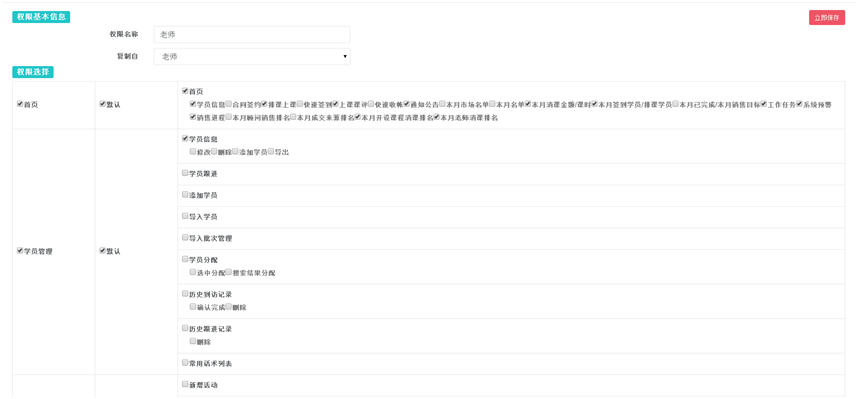 权限基本信息
立即保存
权限名称 老师
复制自 老师
权限选择
首页 默认 首页
学员信息 合同签约 排课上课 快速签到 上课课评 快速收帐 通知公告 本月市场名单 本月名单 本月消课金额/课时 本月签到学员/排课学员 本月已完成/本月销售目标 工作任务 系统预警
销售进程 本月顾问销售排名 本月成交来源排名 本月开设课程消课排名 本月老师消课排名
学员管理 默认 学员信息
修改 删除 添加学员 导出
学员跟进
添加学员
导入学员
导入批次管理
学员分配
选中分配 搜索结果分配
历史到访记录
确认完成 删除
历史跟进记录
删除
常用话术列表
新增活动